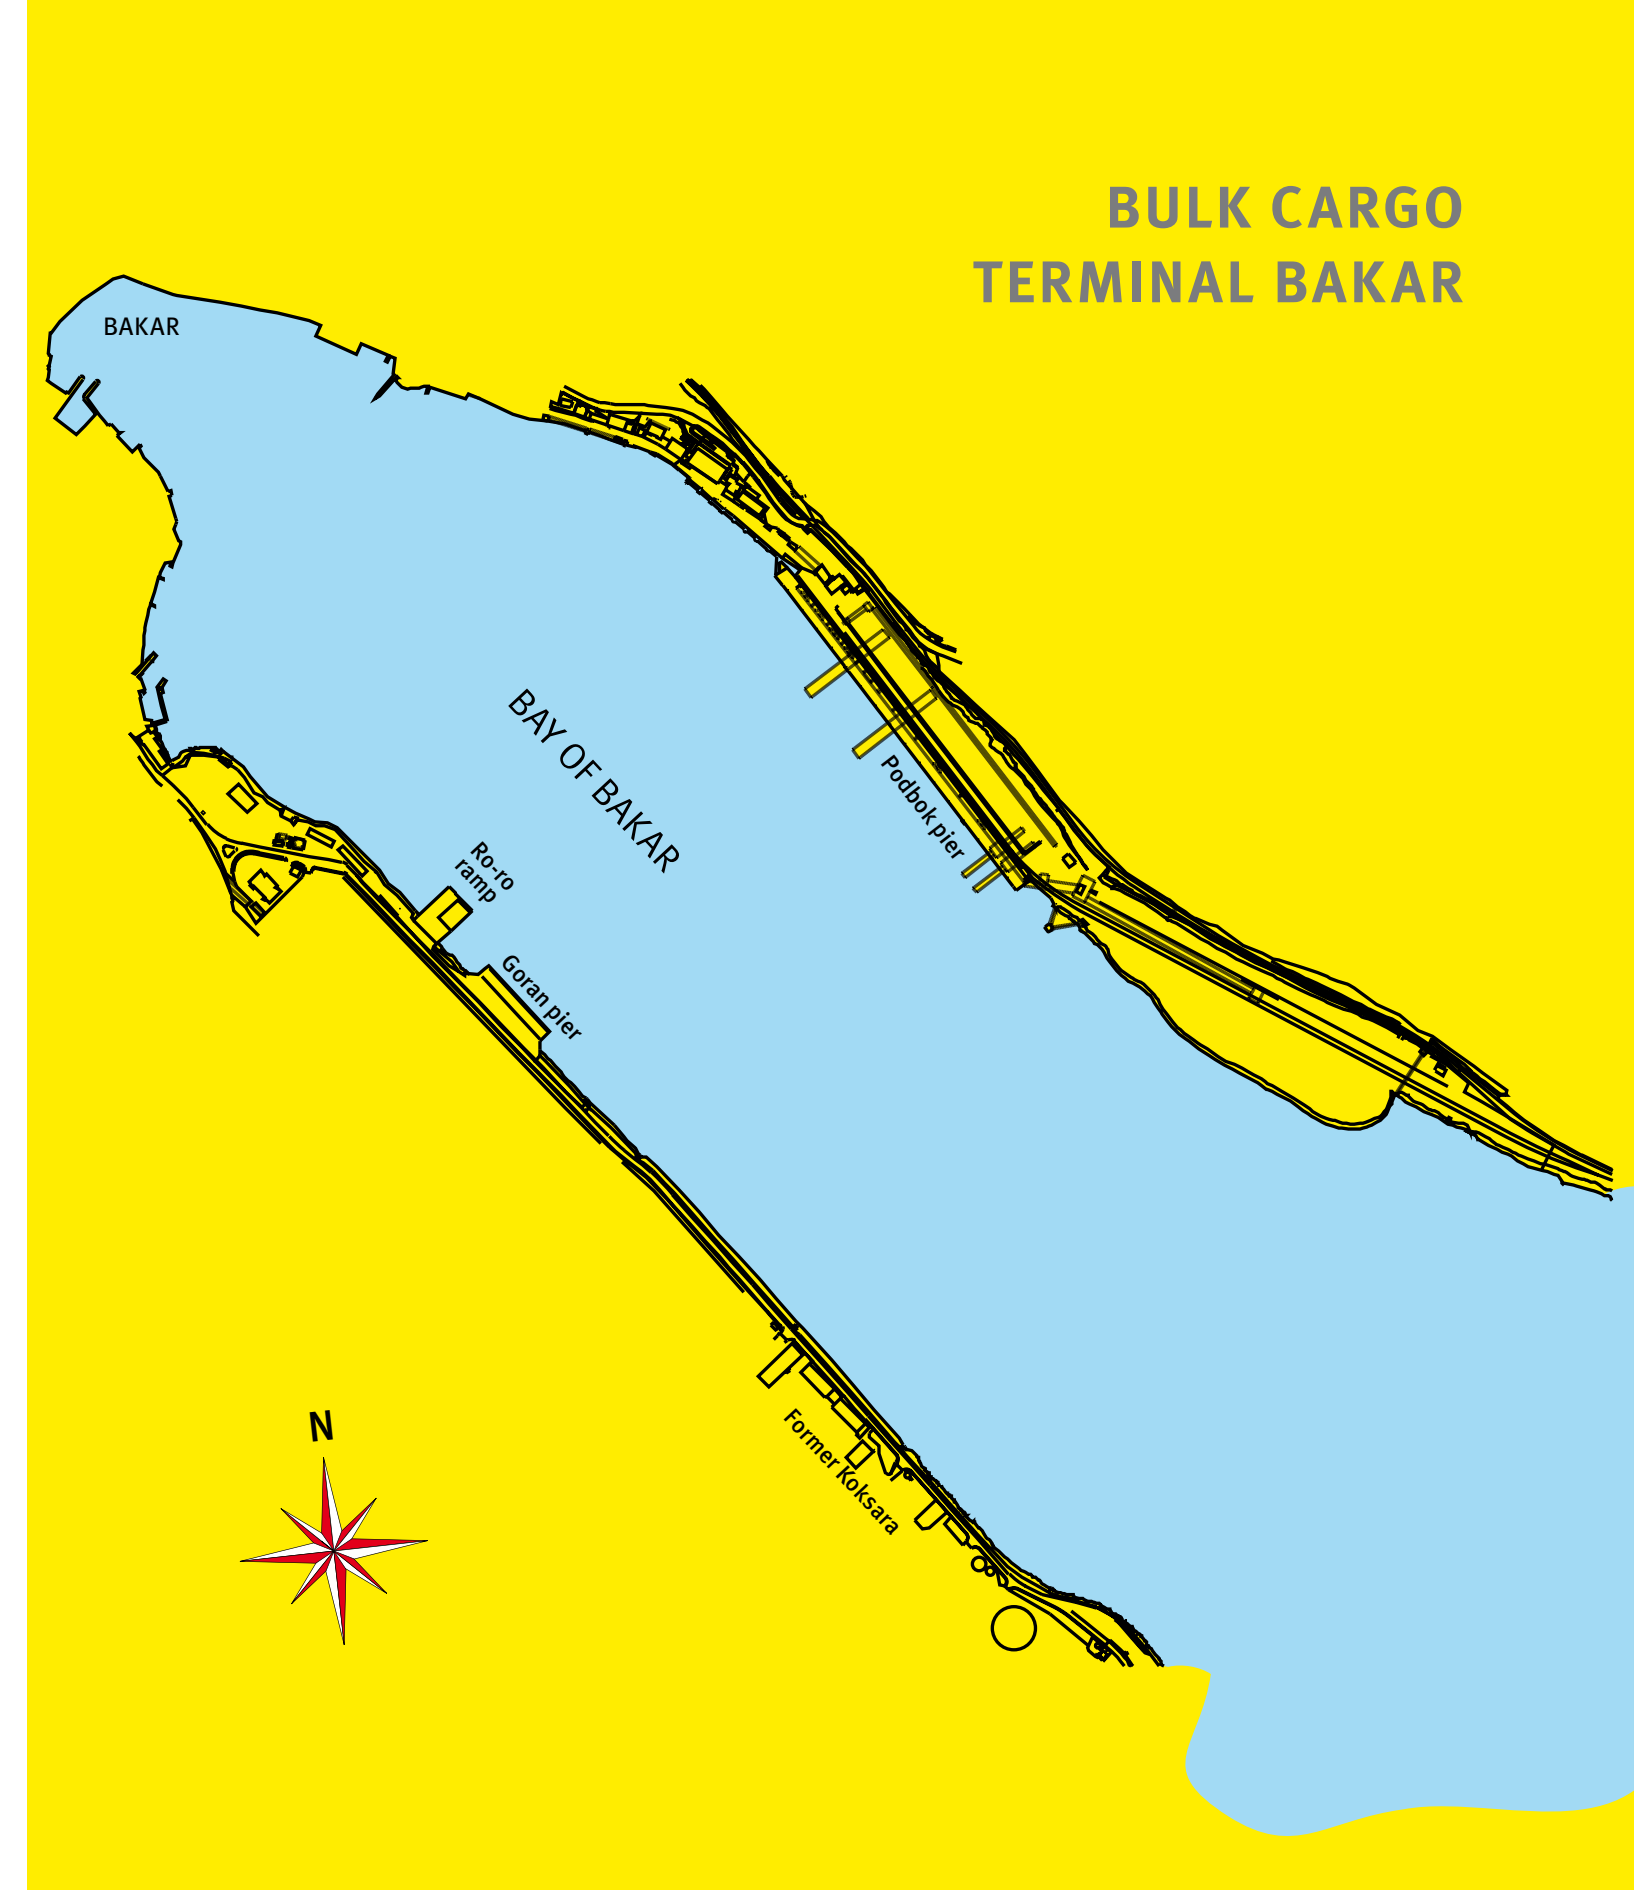 BULK CARGO
TERMINAL BAKAR
BAKAR
BAY OF BAKAR
Podbok pier
Ro-ro
ramp
Goran pier
Former Koksara
N